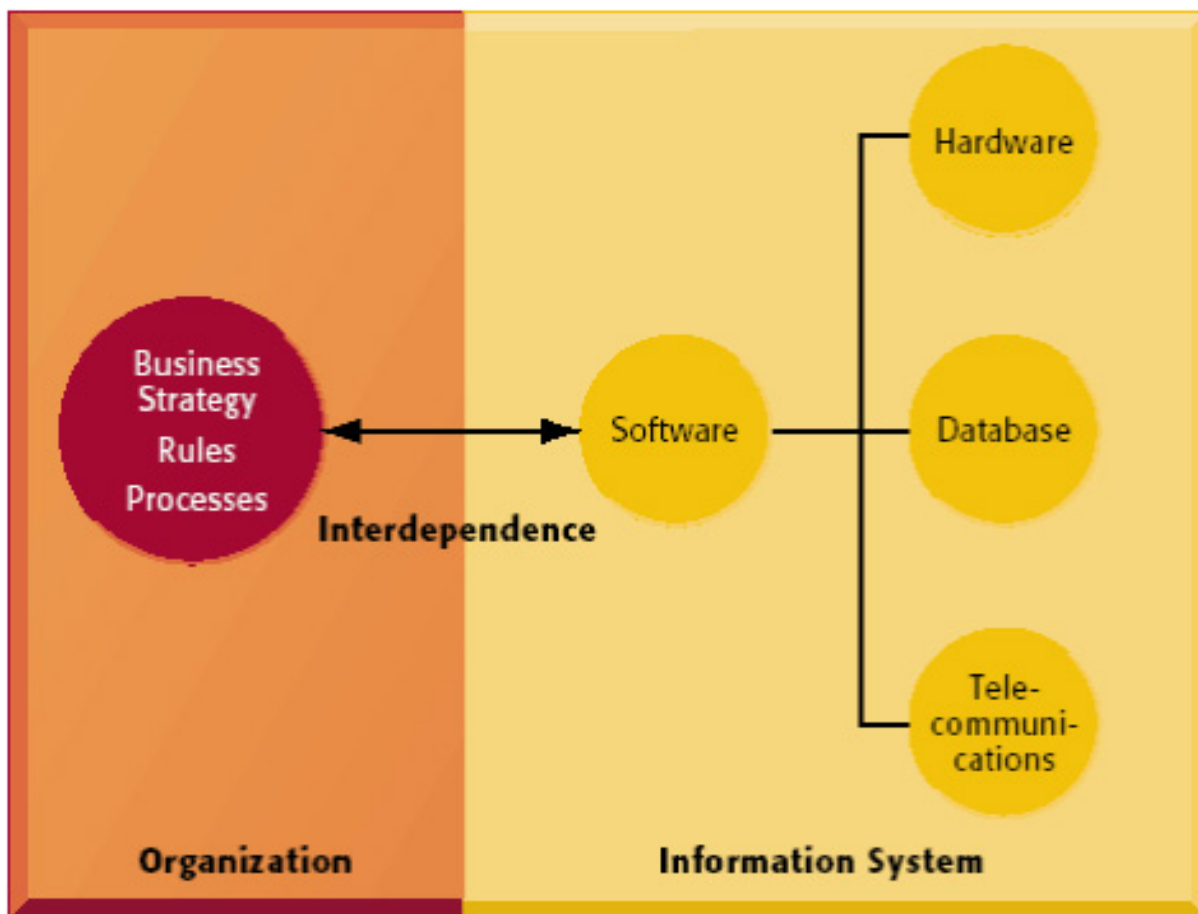 Business
Strategy
Rules
Processes
Interdependence
Software
Hardware
Database
Tele-
communi-
cations
Organization
Information System